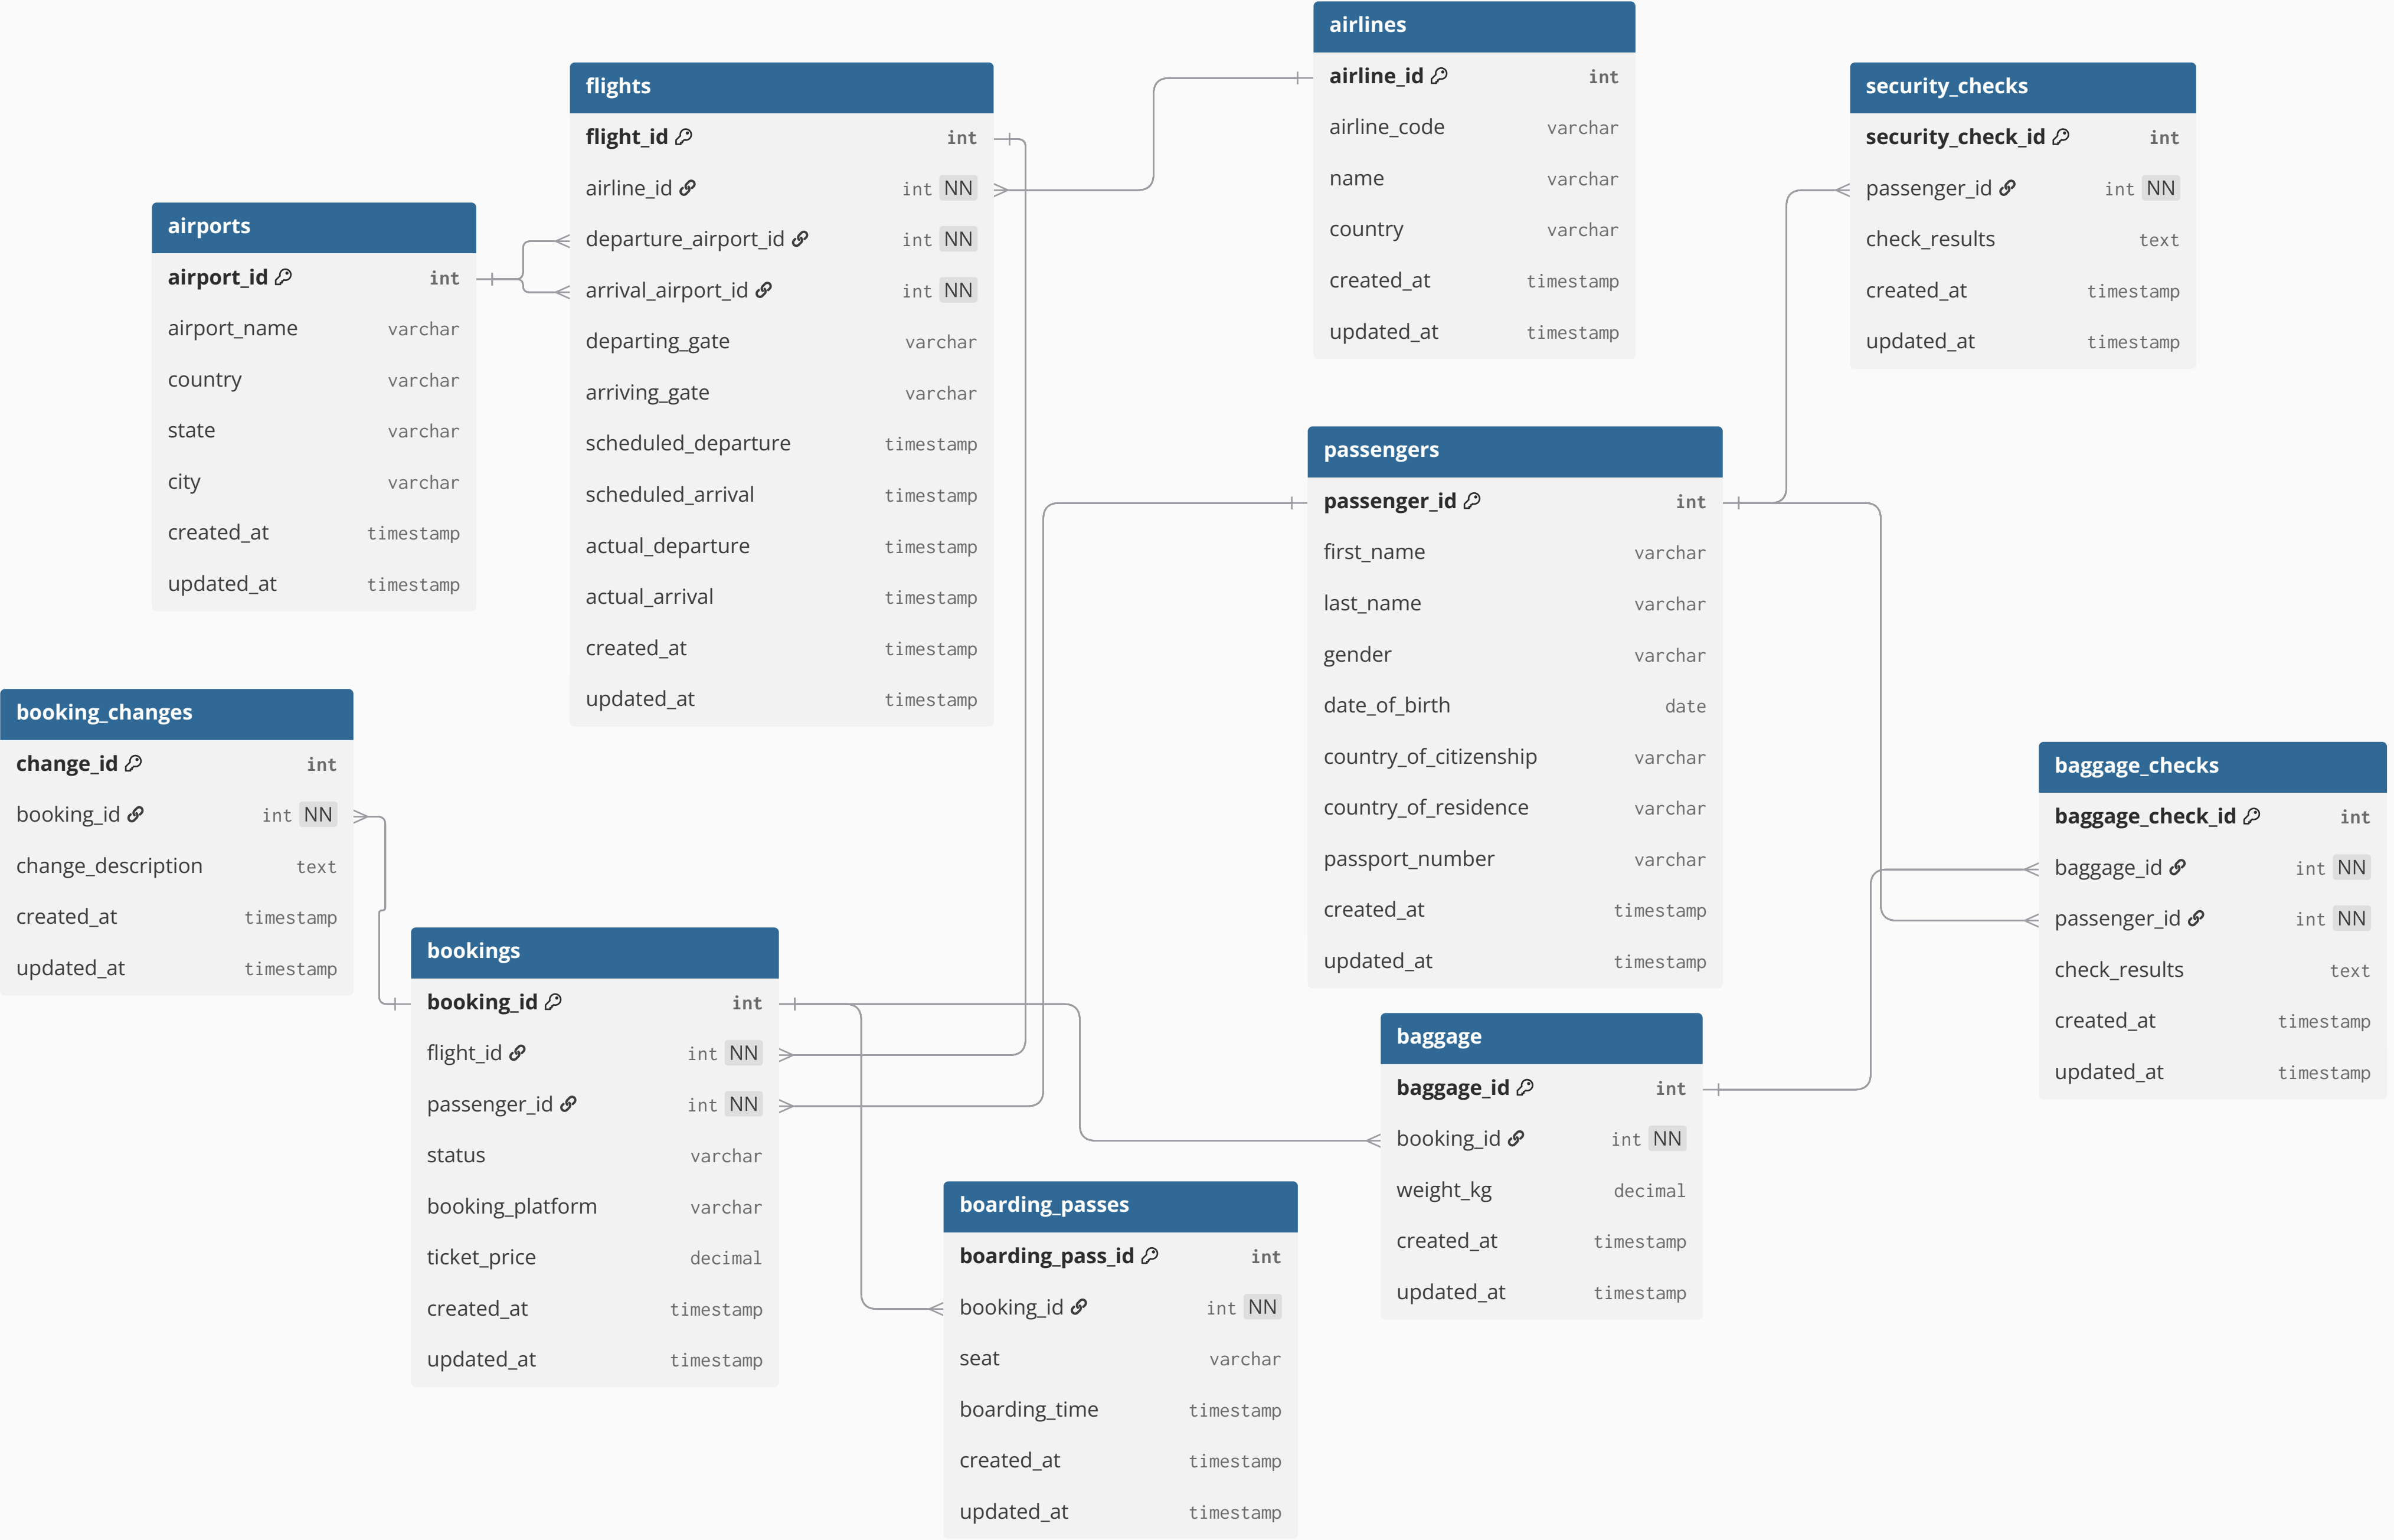 airlines
airline_id int
airline_code varchar
name varchar
country varchar
created_at timestamp
updated_at timestamp
flights
flight_id int
airline_id int NN
departure_airport_id int NN
arrival_airport_id int NN
departing_gate varchar
arriving_gate varchar
scheduled_departure timestamp
scheduled_arrival timestamp
actual_departure timestamp
actual_arrival timestamp
created_at timestamp
updated_at timestamp
security_checks
security_check_id int
passenger_id int NN
check_results text
created_at timestamp
updated_at timestamp
airports
airport_id int
airport_name varchar
country varchar
state varchar
city varchar
created_at timestamp
updated_at timestamp
passengers
passenger_id int
first_name varchar
last_name varchar
gender varchar
date_of_birth date
country_of_citizenship varchar
country_of_residence varchar
passport_number varchar
created_at timestamp
updated_at timestamp
booking_changes
change_id int
booking_id int NN
change_description text
created_at timestamp
updated_at timestamp
baggage_checks
baggage_check_id int
baggage_id int NN
passenger_id int NN
check_results text
created_at timestamp
updated_at timestamp
bookings
booking_id int
flight_id int NN
passenger_id int NN
status varchar
booking_platform varchar
ticket_price decimal
created_at timestamp
updated_at timestamp
baggage
baggage_id int
booking_id int NN
weight_kg decimal
created_at timestamp
updated_at timestamp
boarding_passes
boarding_pass_id int
booking_id int NN
seat varchar
boarding_time timestamp
created_at timestamp
updated_at timestamp